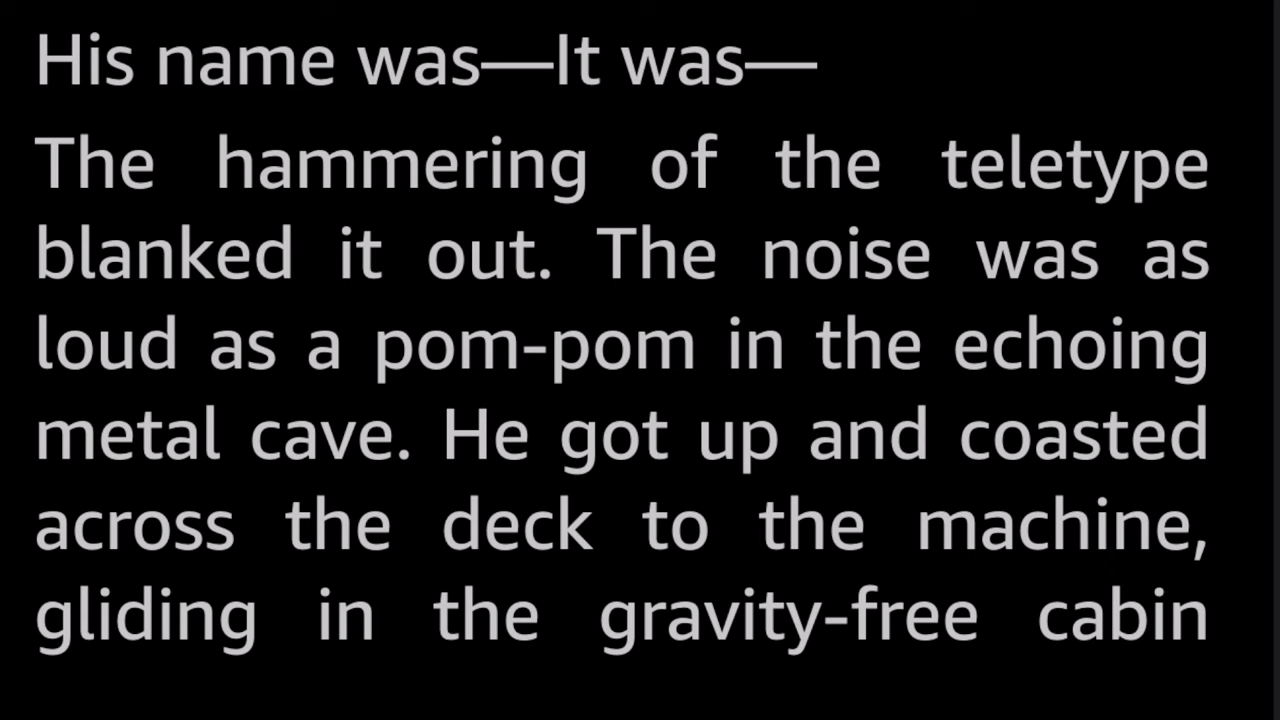 His name was—It was—
The hammering of the teletype
blanked it out. The noise was as
loud as a pom-pom in the echoing
metal cave. He got up and coasted
across the deck to the machine,
gliding in the gravity-free cabin